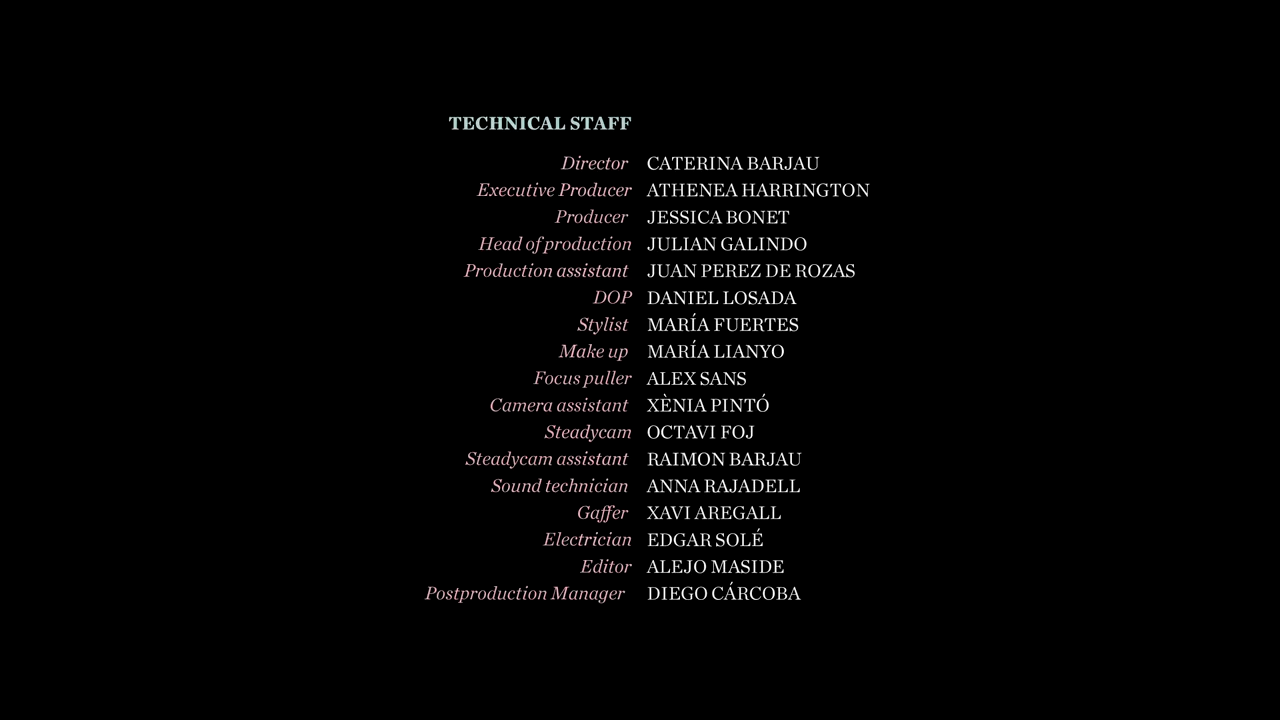 TECHNICAL STAFF
Director CATERINA BARJAU
Executive Producer ATHENEA HARRINGTON
Producer JESSICA BONET
Head of production JULIAN GALINDO
Production assistant JUAN PEREZ DE ROZAS
DOP DANIEL LOSADA
Stylist MARÍA FUERTES
Make up MARÍA LIANYO
Focus puller ALEX SANS
Camera assistant XÈNIA PINTÓ
Steadycam OCTAVI FOJ
Steadycam assistant RAIMON BARJAU
Sound technician ANNA RAJADELL
Gaffer XAVI AREGALL
Electrician EDGAR SOLÉ
Editor ALEJO MASIDE
Postproduction Manager DIEGO CÁRCOBA